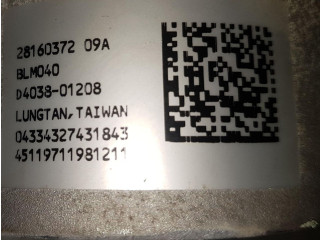 28160372 09A
BLM040
D4038-01208
LUNGTAN,TAIWAN
04334327431843
45119711981211